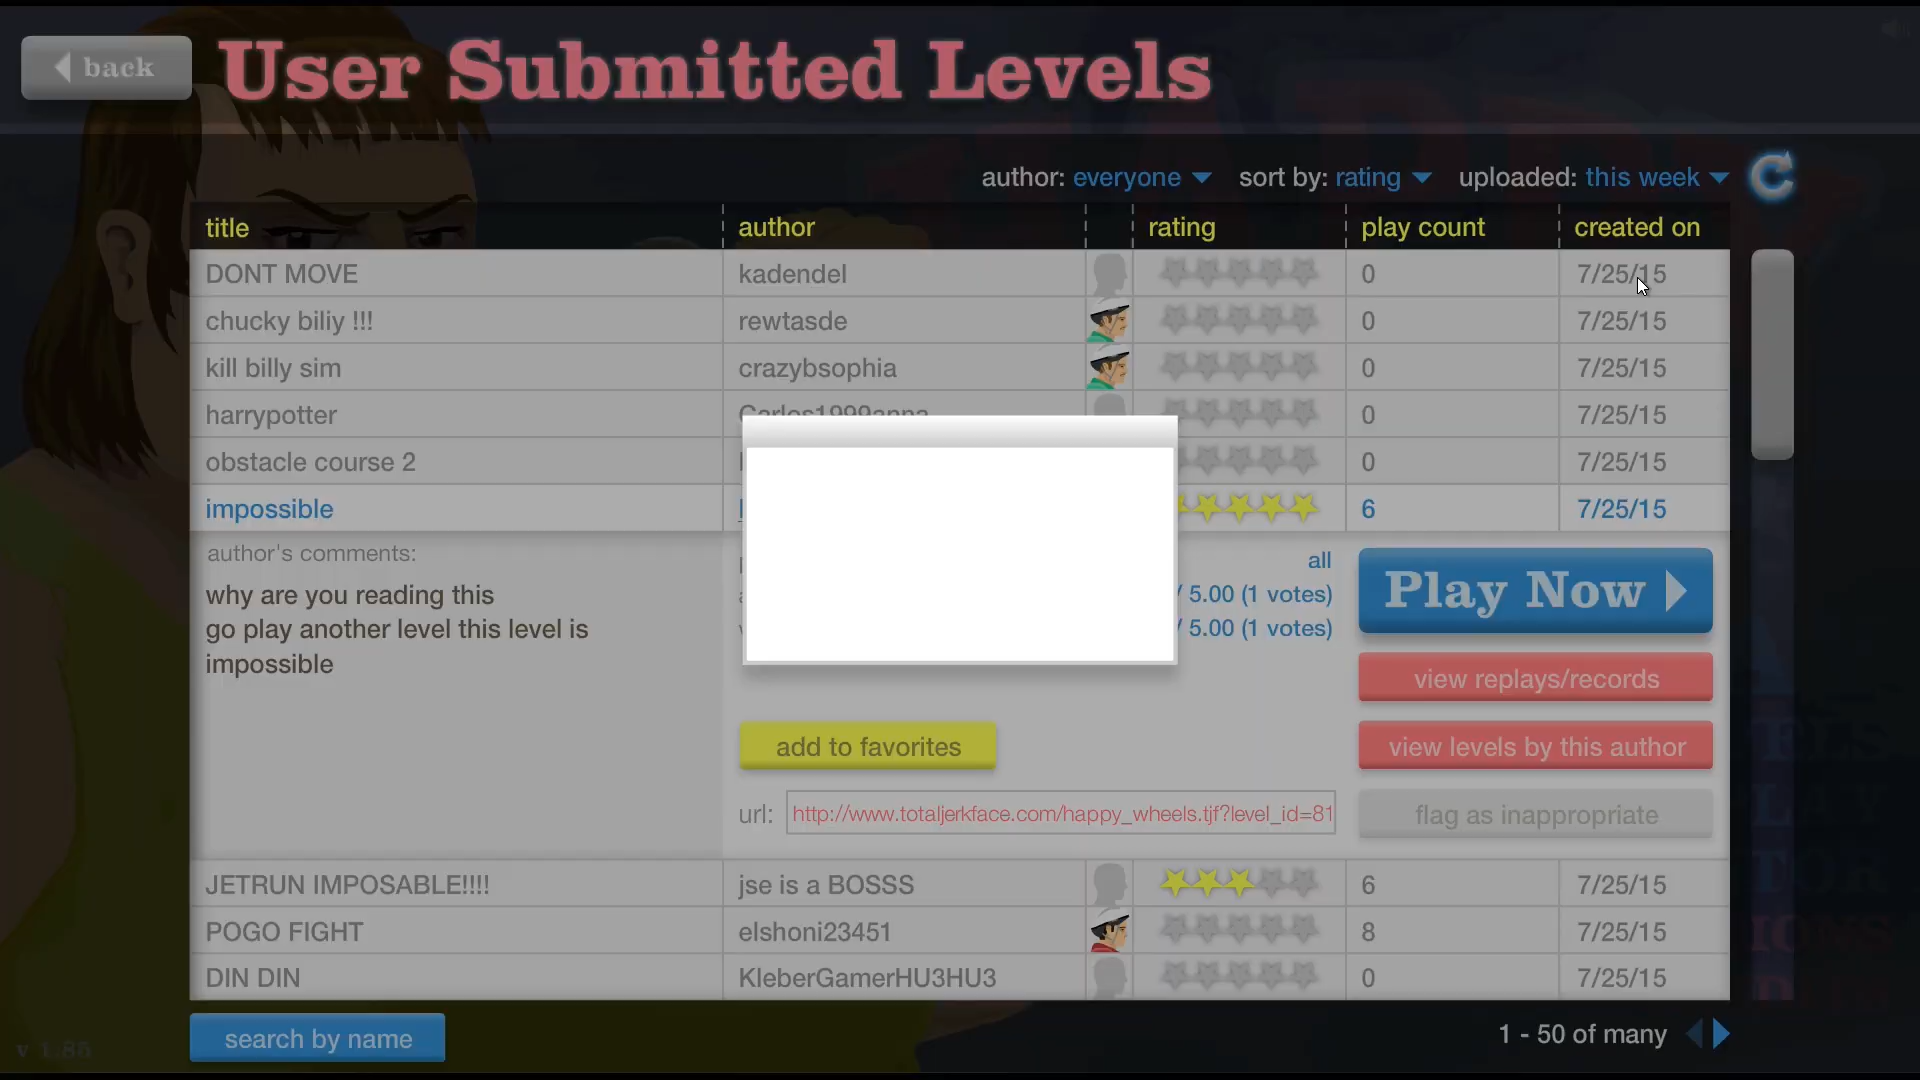 back
User Submitted Levels
author: everyone sort by: rating uploaded: this week
title author rating play count created on
DONT MOVE kadendel 0 7/25/15
chucky biliy !!! rewtasde 0 7/25/15
kill billy sim crazybsophia 0 7/25/15
harrypotter Carlos1999anna 0 7/25/15
obstacle course 2 0 7/25/15
impossible 6 7/25/15
author's comments:
why are you reading this
go play another level this level is
impossible
all
/ 5.00 (1 votes)
/ 5.00 (1 votes)
Play Now
view replays/records
add to favorites
view levels by this author
url: http://www.totaljerkface.com/happy_wheels.tjf?level_id=81
flag as inappropriate
JETRUN IMPOSABLE!!!! jse is a BOSSS 6 7/25/15
POGO FIGHT elshoni23451 8 7/25/15
DIN DIN KleberGamerHU3HU3 0 7/25/15
search by name
1 - 50 of many
v 1.85